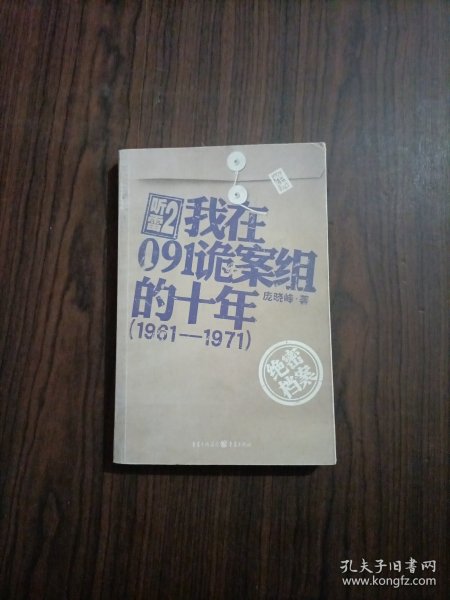 听雷2
我在
091诡案组
的十年
庞晓峰·著
(1961—1971)
绝密
档案
孔夫子旧书网
www.kongfz.com